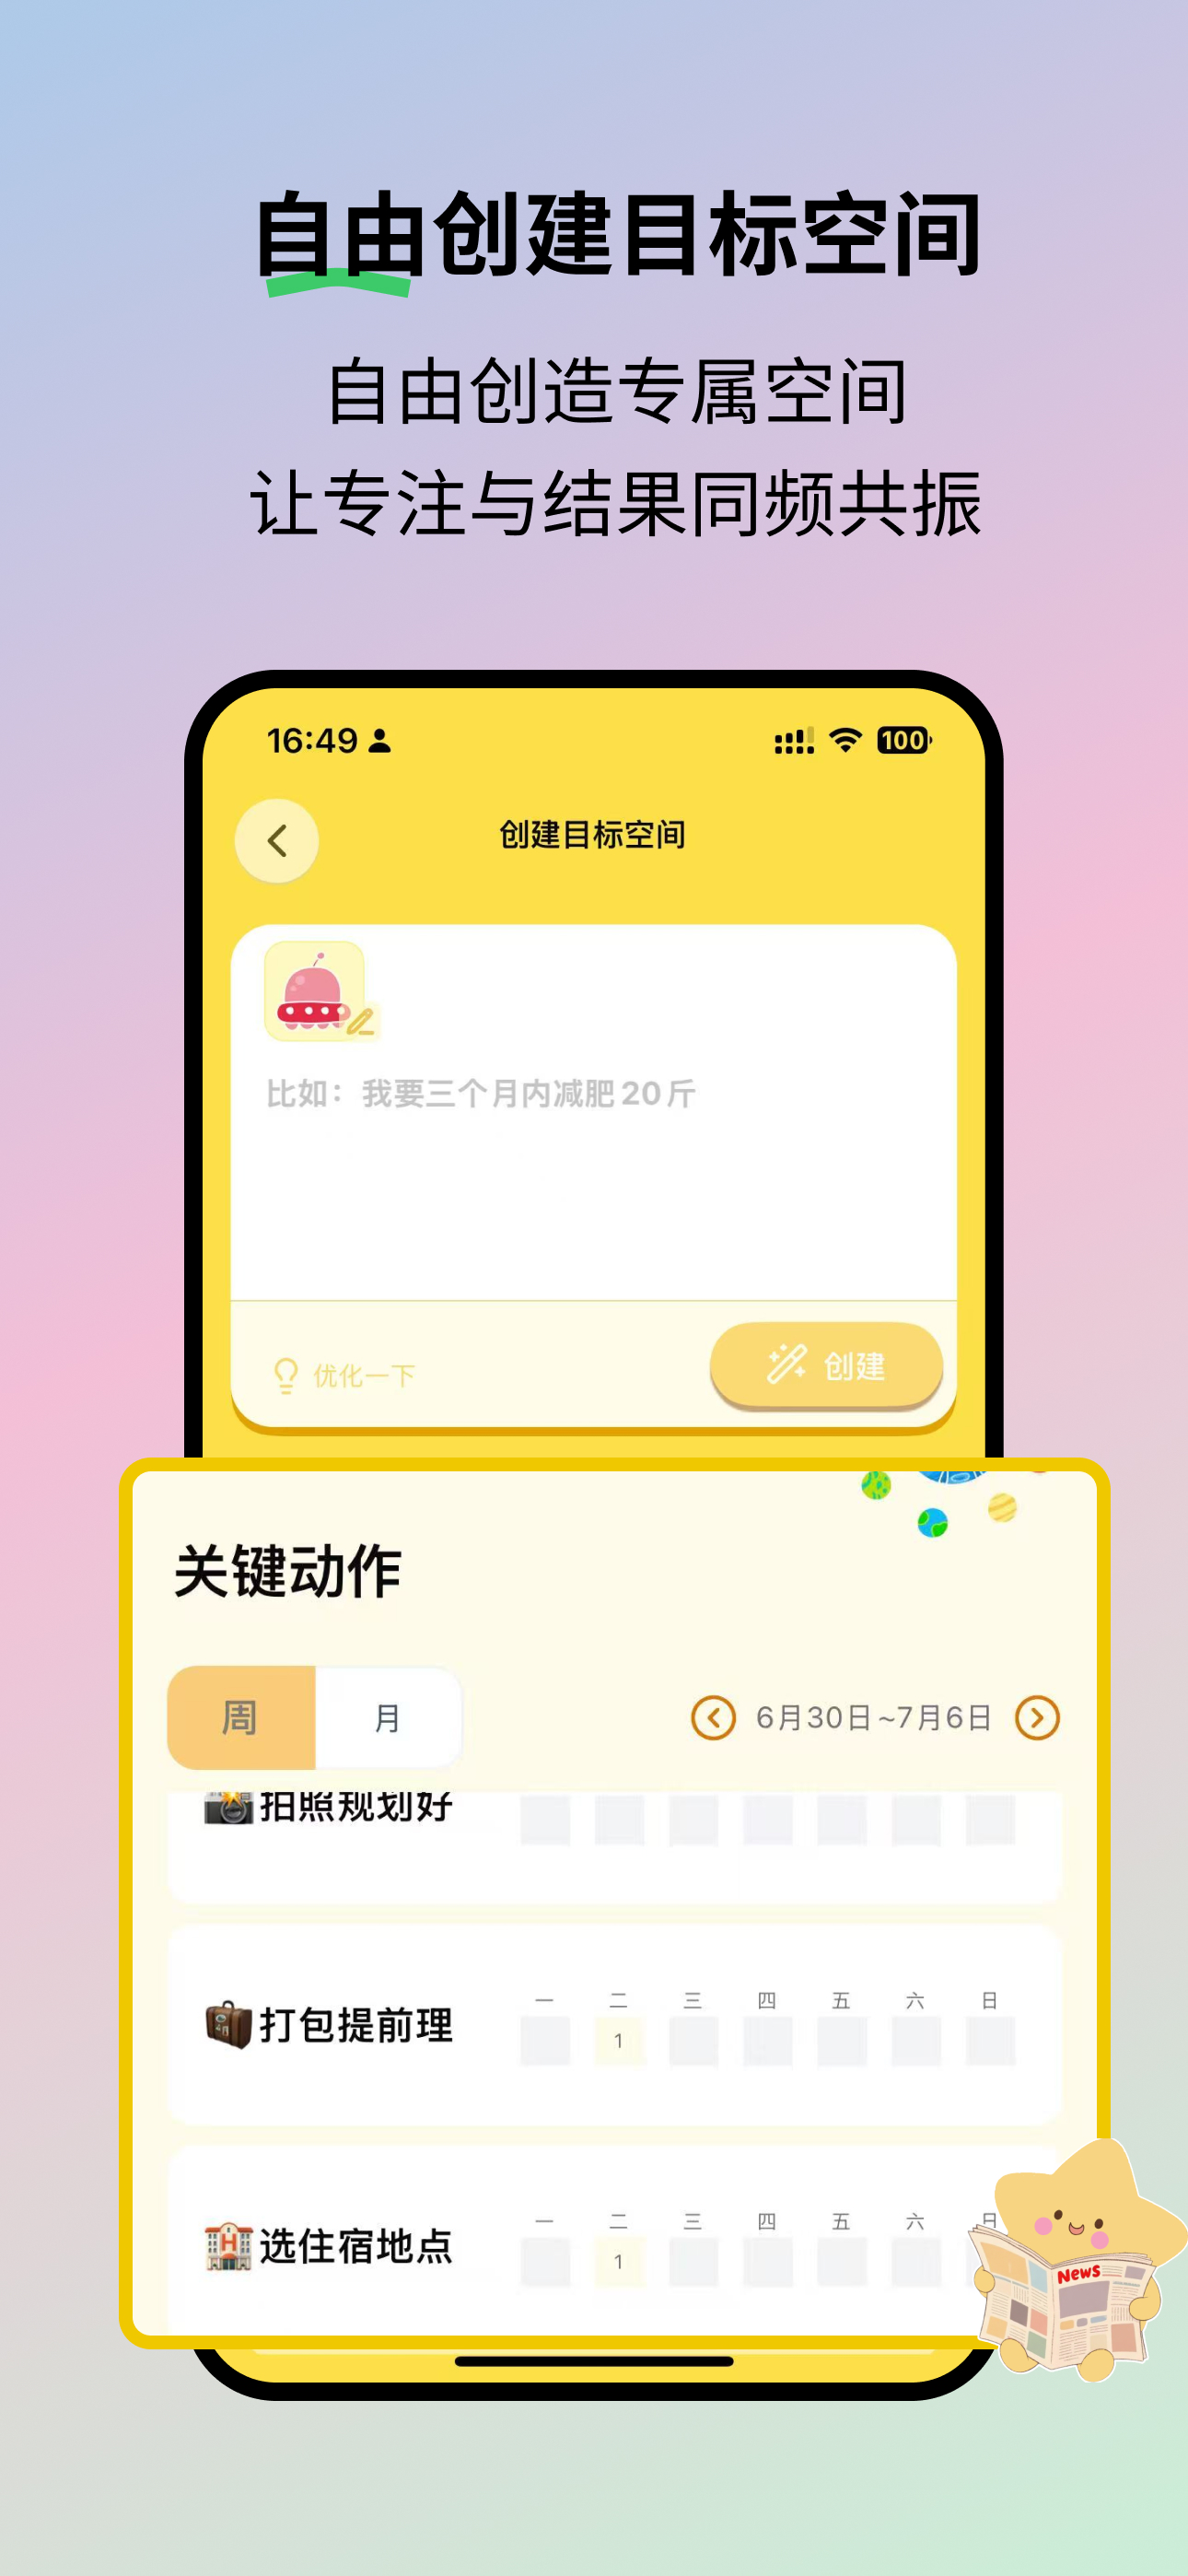 自由创建目标空间
自由创造专属空间
让专注与结果同频共振
16:49
100
创建目标空间
比如：我要三个月内减肥20斤
优化一下
创建
关键动作
周 月 6月30日~7月6日
拍照规划好
一 二 三 四 五 六 日
打包提前理
1
一 二 三 四 五 六 日
选住宿地点
1
News